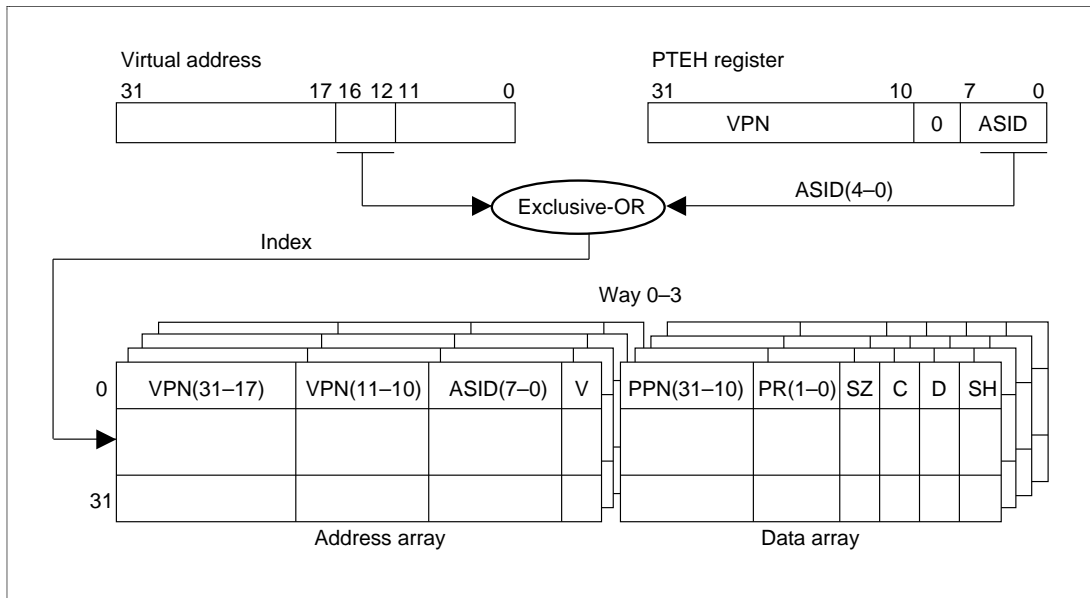 Virtual address PTEH register
31 17 16 12 11 0 31 10 7 0
VPN 0 ASID
ASID(4–0)
Exclusive-OR
Index
Way 0–3
0 VPN(31–17) VPN(11–10) ASID(7–0) V PPN(31–10) PR(1–0) SZ C D SH
31
Address array Data array